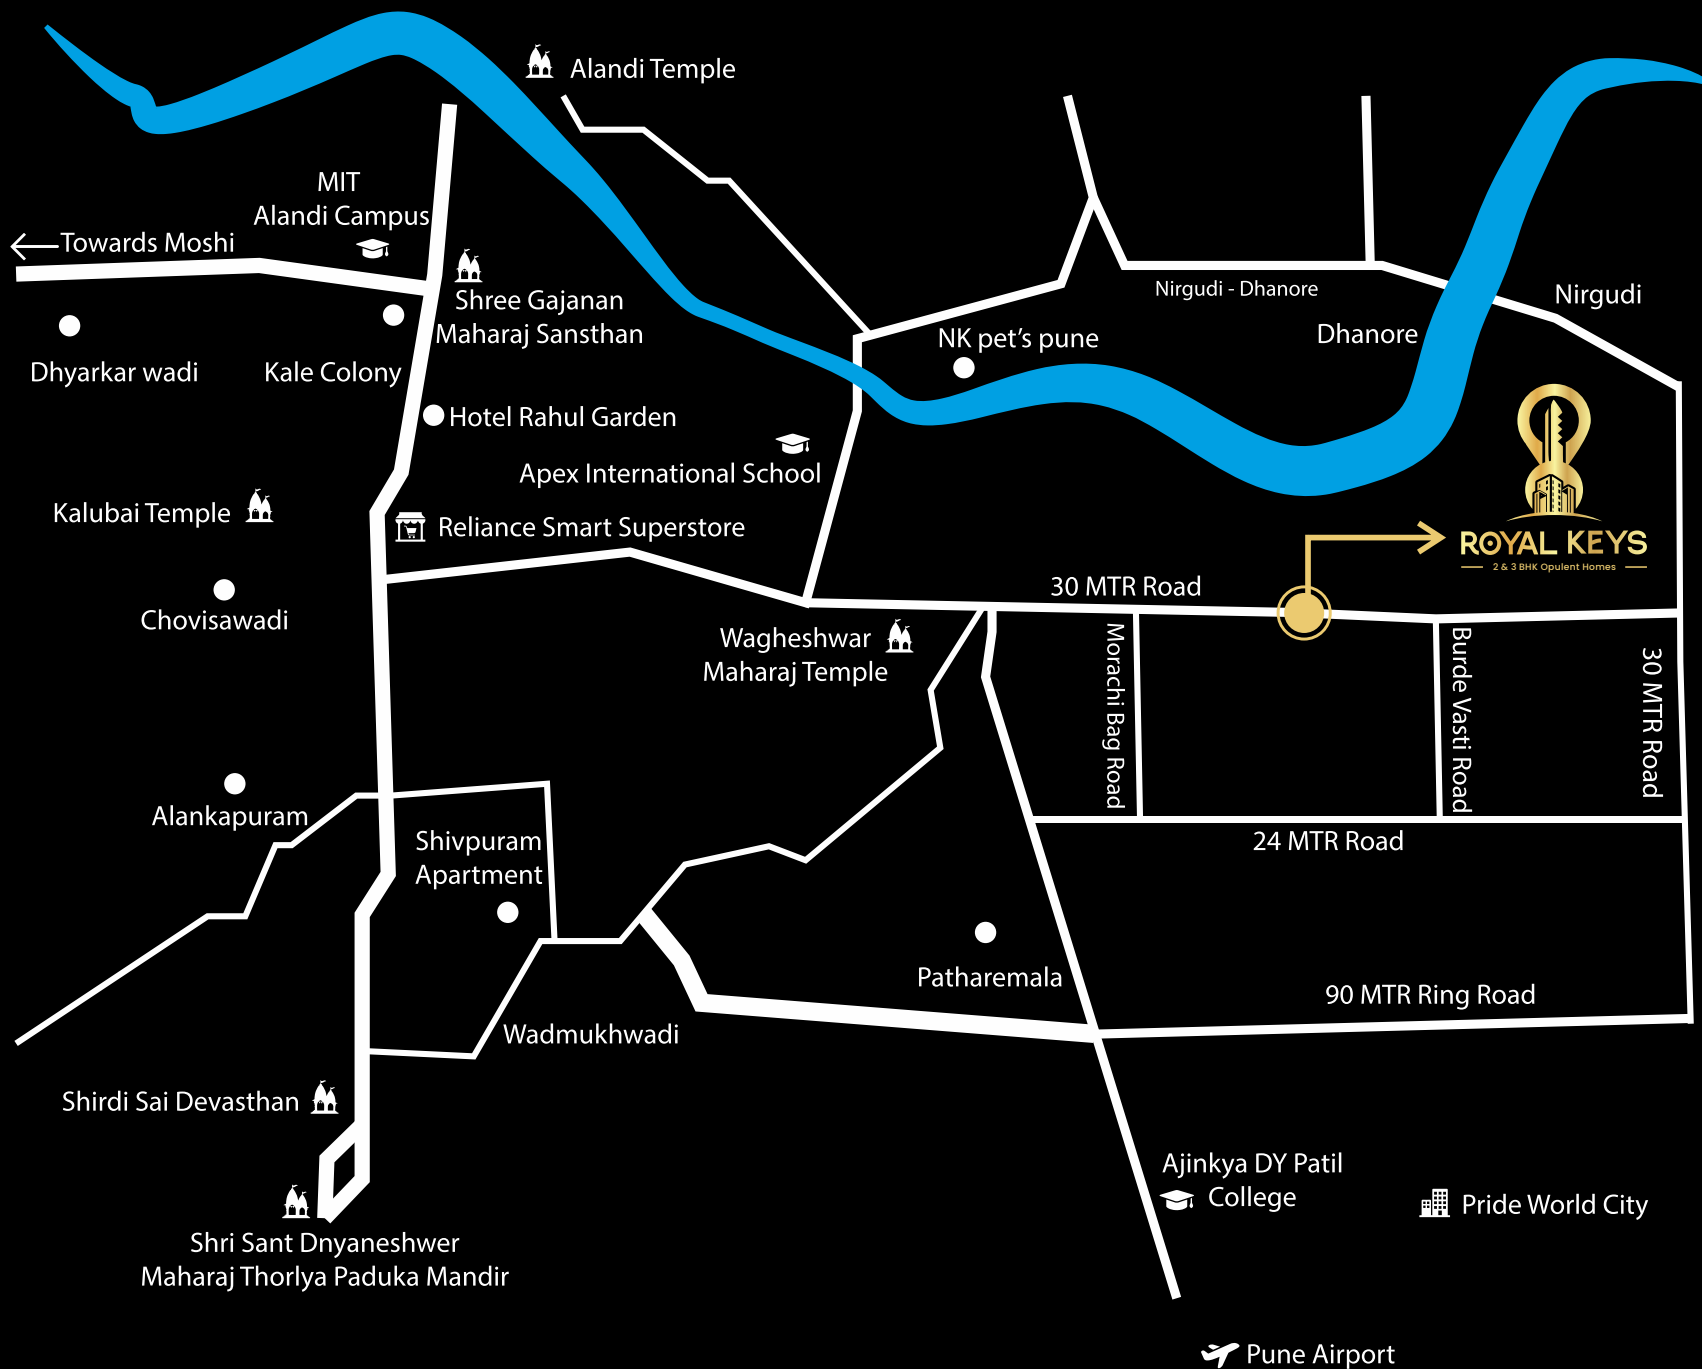 Alandi Temple
MIT
Alandi Campus
Towards Moshi
Shree Gajanan
Maharaj Sansthan
Nirgudi - Dhanore
Nirgudi
Dhanore
NK pet’s pune
Dhyarkar wadi
Kale Colony
Hotel Rahul Garden
Apex International School
Kalubai Temple
Reliance Smart Superstore
ROYAL KEYS
2 & 3 BHK Opulent Homes
30 MTR Road
Chovisawadi
Wagheshwar
Maharaj Temple
Morachi Bag Road
Burde Vasti Road
30 MTR Road
Alankapuram
Shivpuram
Apartment
24 MTR Road
Patharemala
90 MTR Ring Road
Wadmukhwadi
Shirdi Sai Devasthan
Ajinkya DY Patil
College
Pride World City
Shri Sant Dnyaneshwer
Maharaj Thorlya Paduka Mandir
Pune Airport